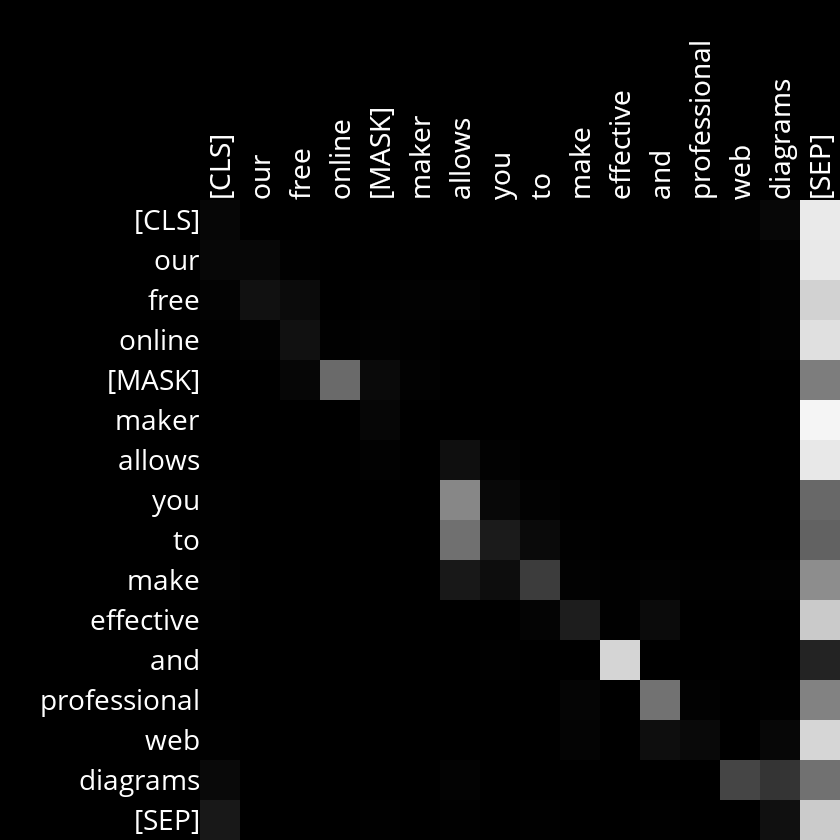 [CLS] our free online [MASK] maker allows you to make effective and professional web diagrams [SEP]
[CLS]
our
free
online
[MASK]
maker
allows
you
to
make
effective
and
professional
web
diagrams
[SEP]